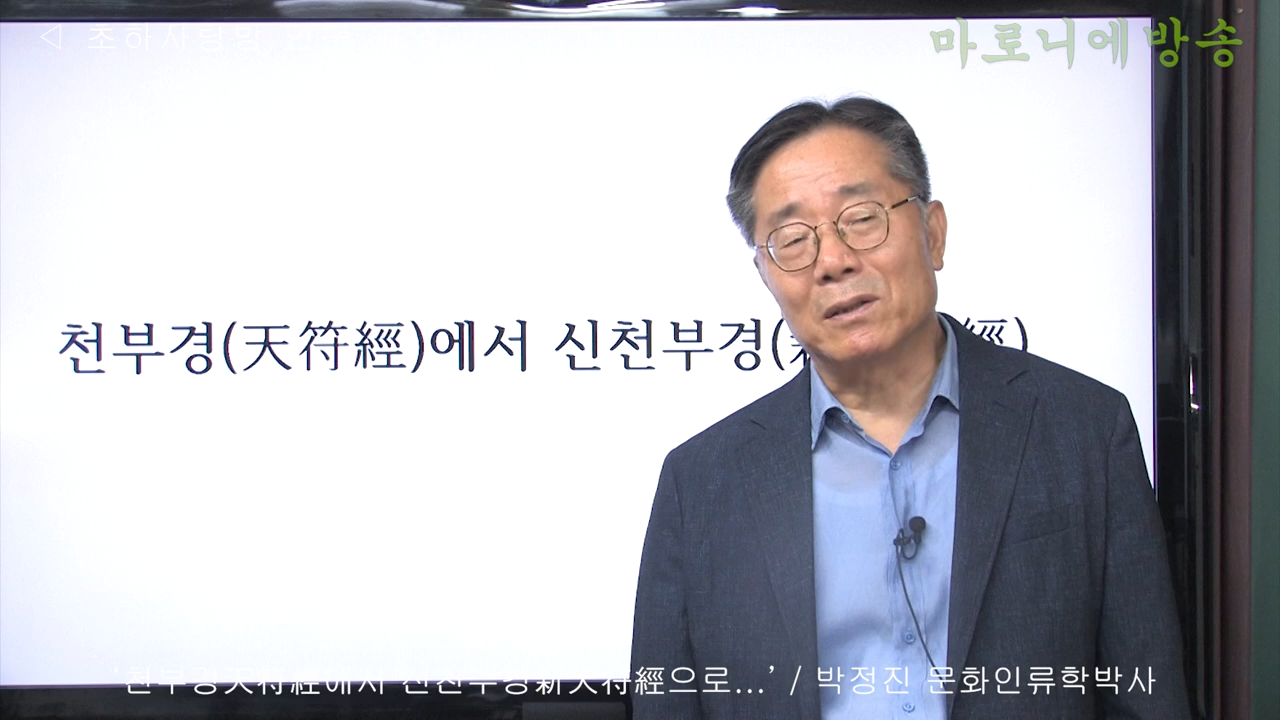 마로니에방송
천부경(天符經)에서 신천부경(經)
‘천부경天符經에서 신천부경新天符經으로...’ / 박정진 문화인류학박사